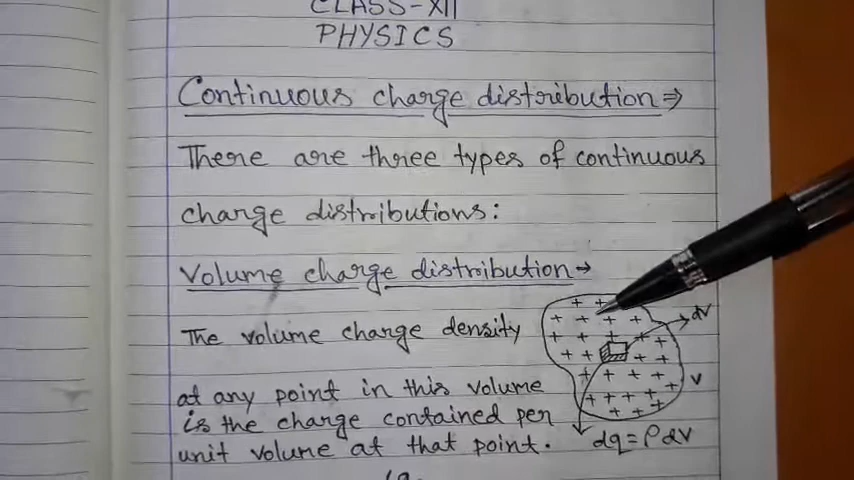 CLASS-XII
PHYSICS
Continuous charge distribution ⇒
There are three types of continuous
charge distributions:
Volume charge distribution →
The volume charge density
at any point in this volume
is the charge contained per
unit volume at that point.
dV
V
dq = ρdV